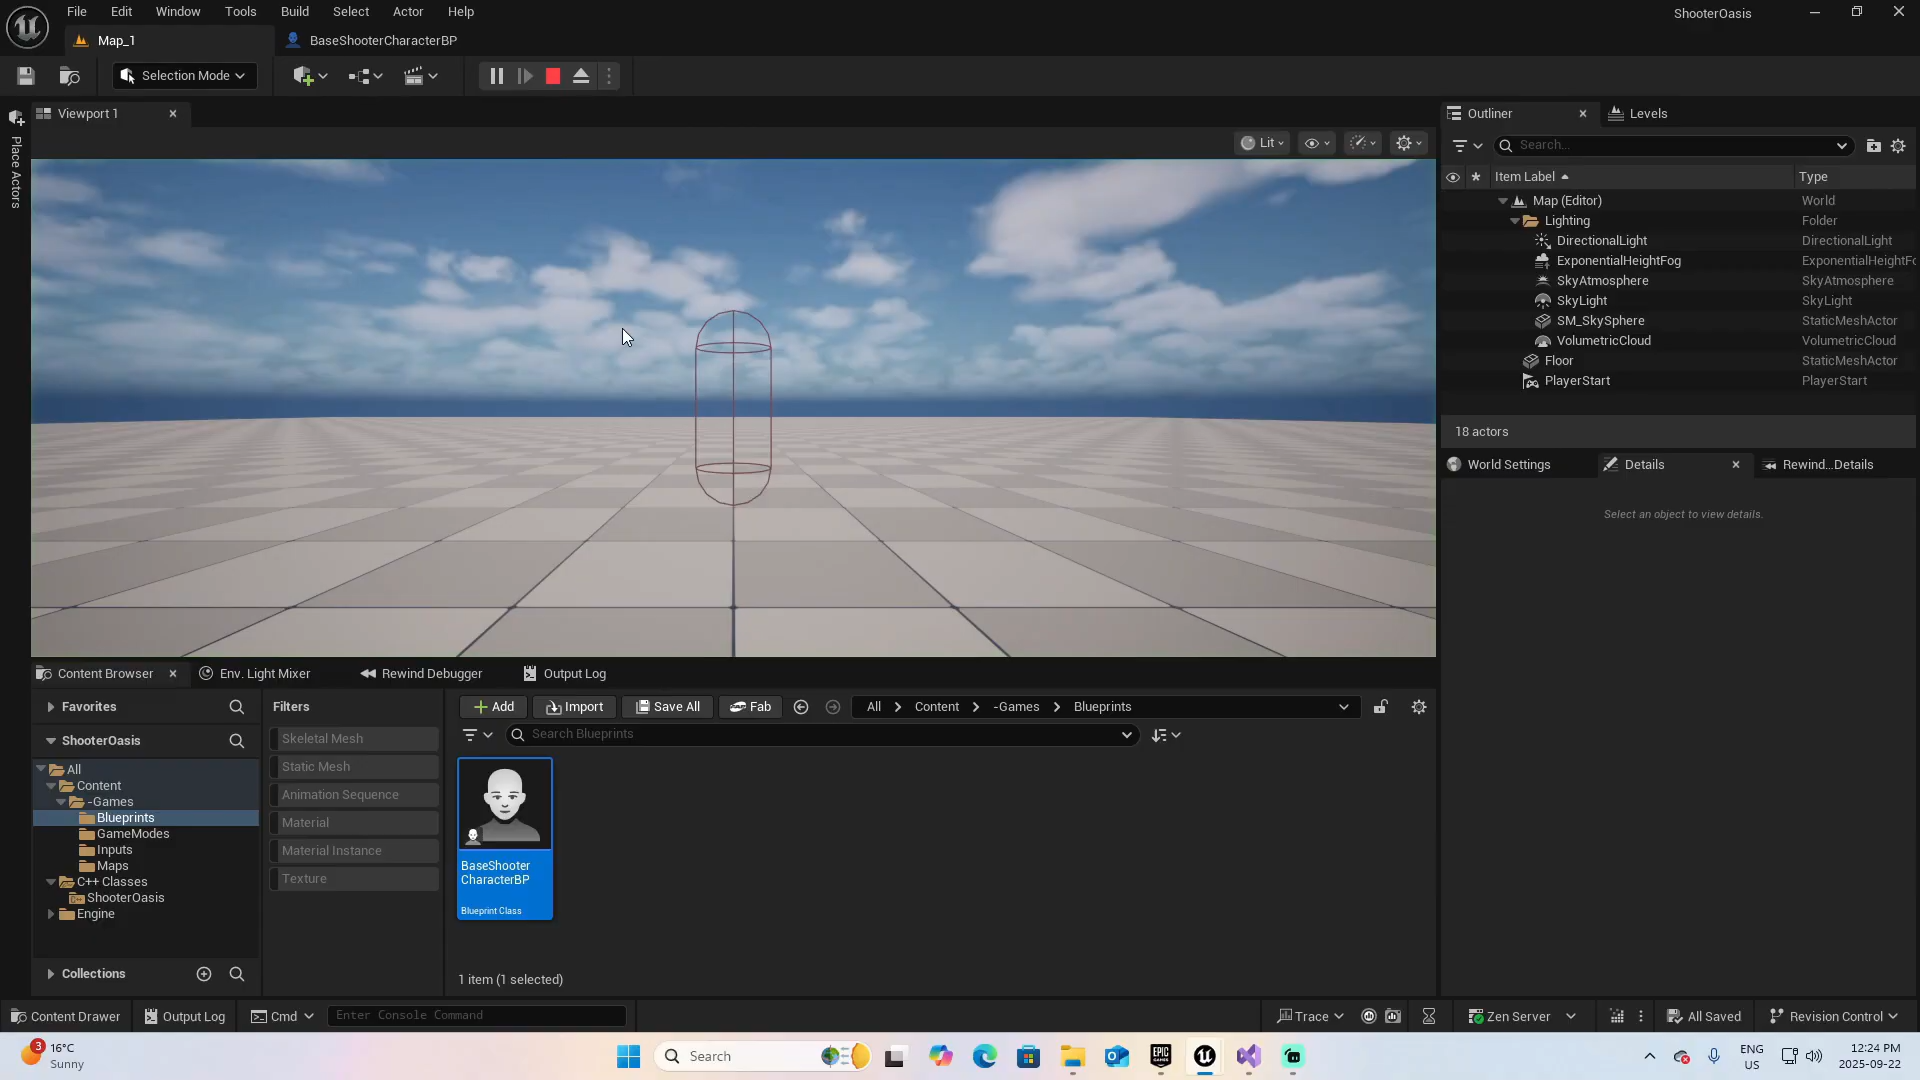 File Edit Window Tools Build Select Actor Help
ShooterOasis
Map_1
BaseShooterCharacterBP
Selection Mode
Viewport 1
Outliner
Levels
Place Actors
Lit
Search...
Item Label
Type
Map (Editor)
World
Lighting
Folder
DirectionalLight
DirectionalLight
ExponentialHeightFog
ExponentialHeightFo
SkyAtmosphere
SkyAtmosphere
SkyLight
SkyLight
SM_SkySphere
StaticMeshActor
VolumetricCloud
VolumetricCloud
Floor
StaticMeshActor
PlayerStart
PlayerStart
18 actors
World Settings
Details
Rewind...Details
Select an object to view details.
Content Browser
Env. Light Mixer
Rewind Debugger
Output Log
Favorites
Filters
Add
Import
Save All
Fab
All
Content
-Games
Blueprints
Search Blueprints
ShooterOasis
All
Content
-Games
Blueprints
GameModes
Inputs
Maps
C++ Classes
ShooterOasis
Engine
Collections
Skeletal Mesh
Static Mesh
Animation Sequence
Material
Material Instance
Texture
BaseShooter
CharacterBP
Blueprint Class
1 item (1 selected)
Content Drawer
Output Log
Cmd
Enter Console Command
Trace
Zen Server
All Saved
Revision Control
3
16°C
Sunny
Search
EPIC
GAMES
ENG
US
12:24 PM
2025-09-22